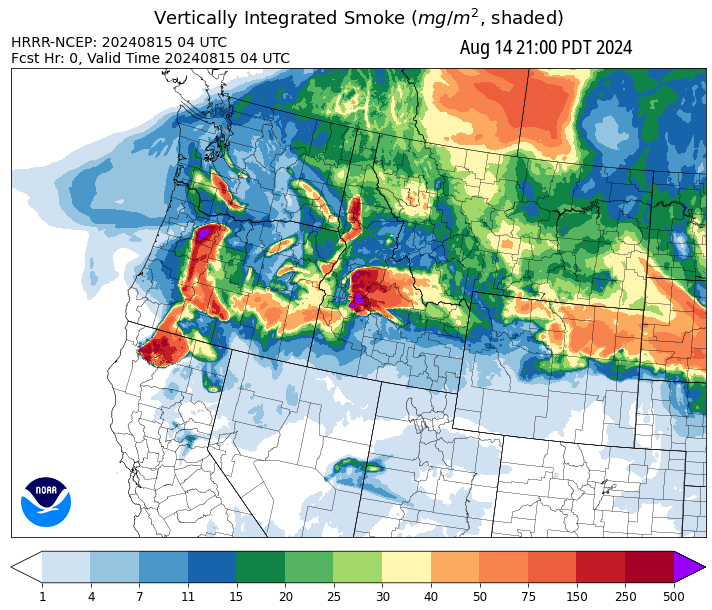 Vertically Integrated Smoke (mg/m², shaded)
HRRR-NCEP: 20240815 04 UTC
Aug 14 21:00 PDT 2024
Fcst Hr: 0, Valid Time 20240815 04 UTC
NOAA
1 4 7 11 15 20 25 30 40 50 75 150 250 500